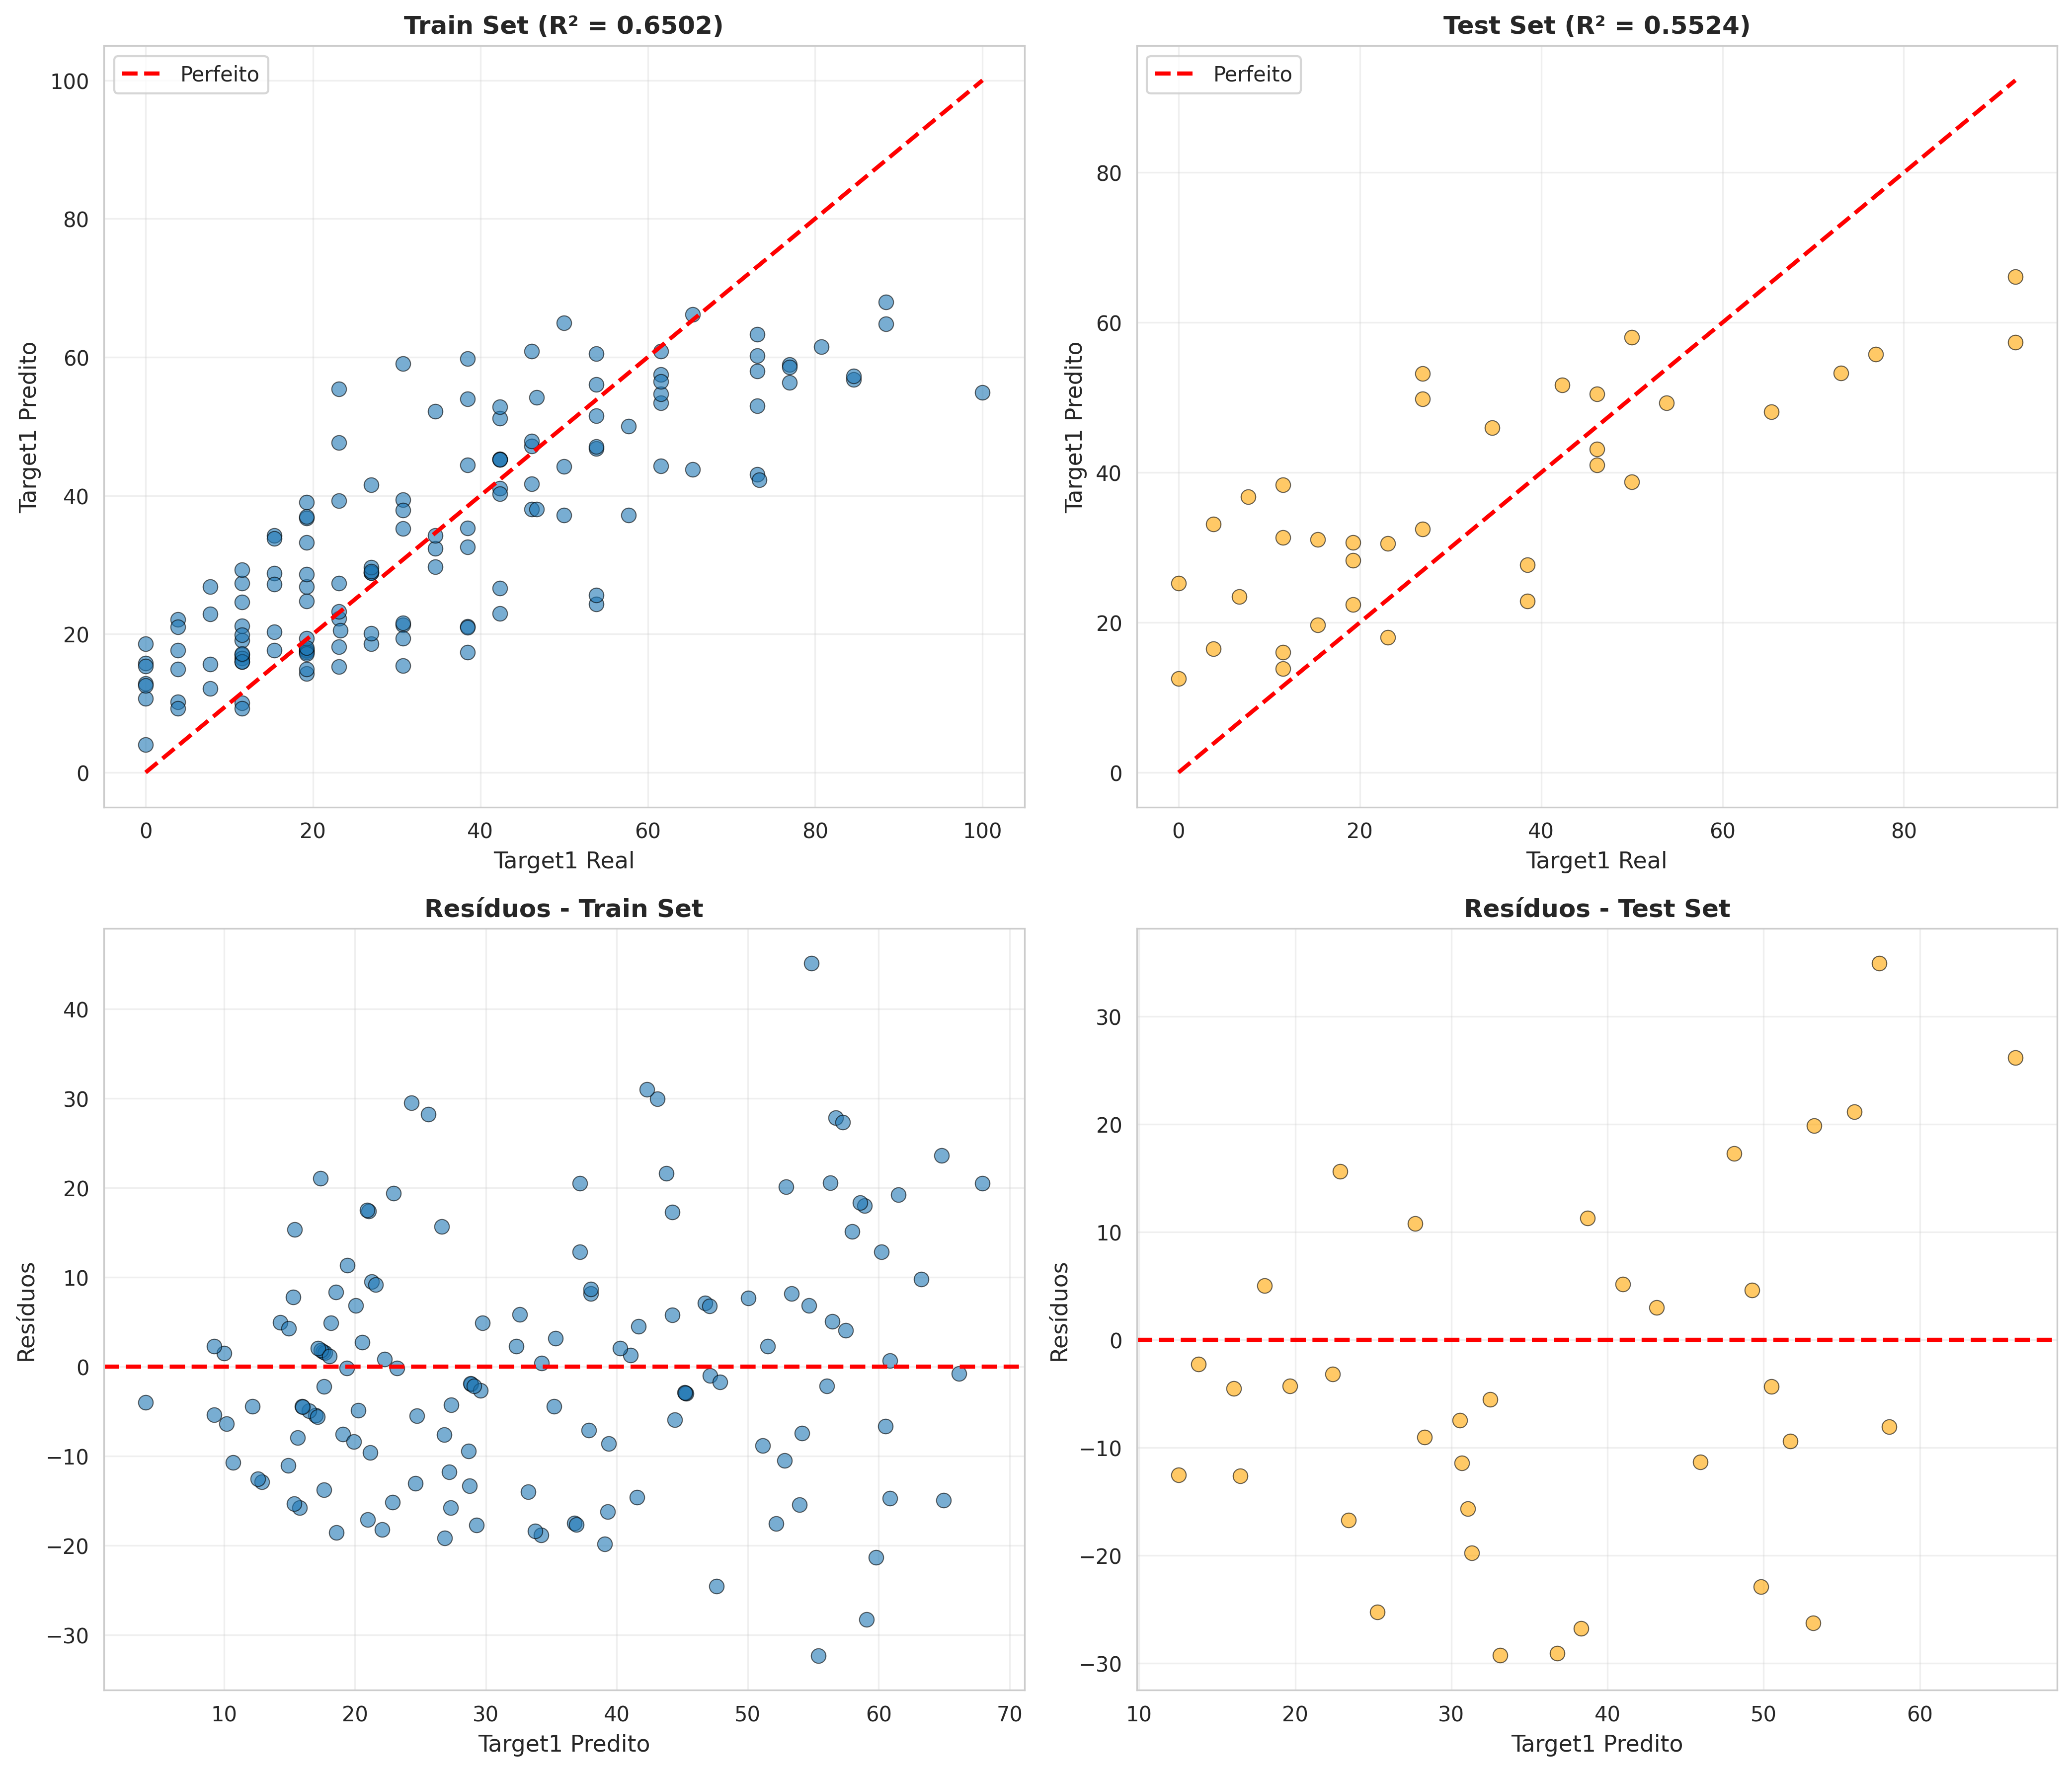 Train Set (R² = 0.6502)
Perfeito
100
80
60
40
20
0
Target1 Predito
0 20 40 60 80 100
Target1 Real
Test Set (R² = 0.5524)
Perfeito
80
60
40
20
0
Target1 Predito
0 20 40 60 80
Target1 Real
Resíduos - Train Set
40
30
20
10
0
−10
−20
−30
Resíduos
10 20 30 40 50 60 70
Target1 Predito
Resíduos - Test Set
30
20
10
0
−10
−20
−30
Resíduos
10 20 30 40 50 60
Target1 Predito